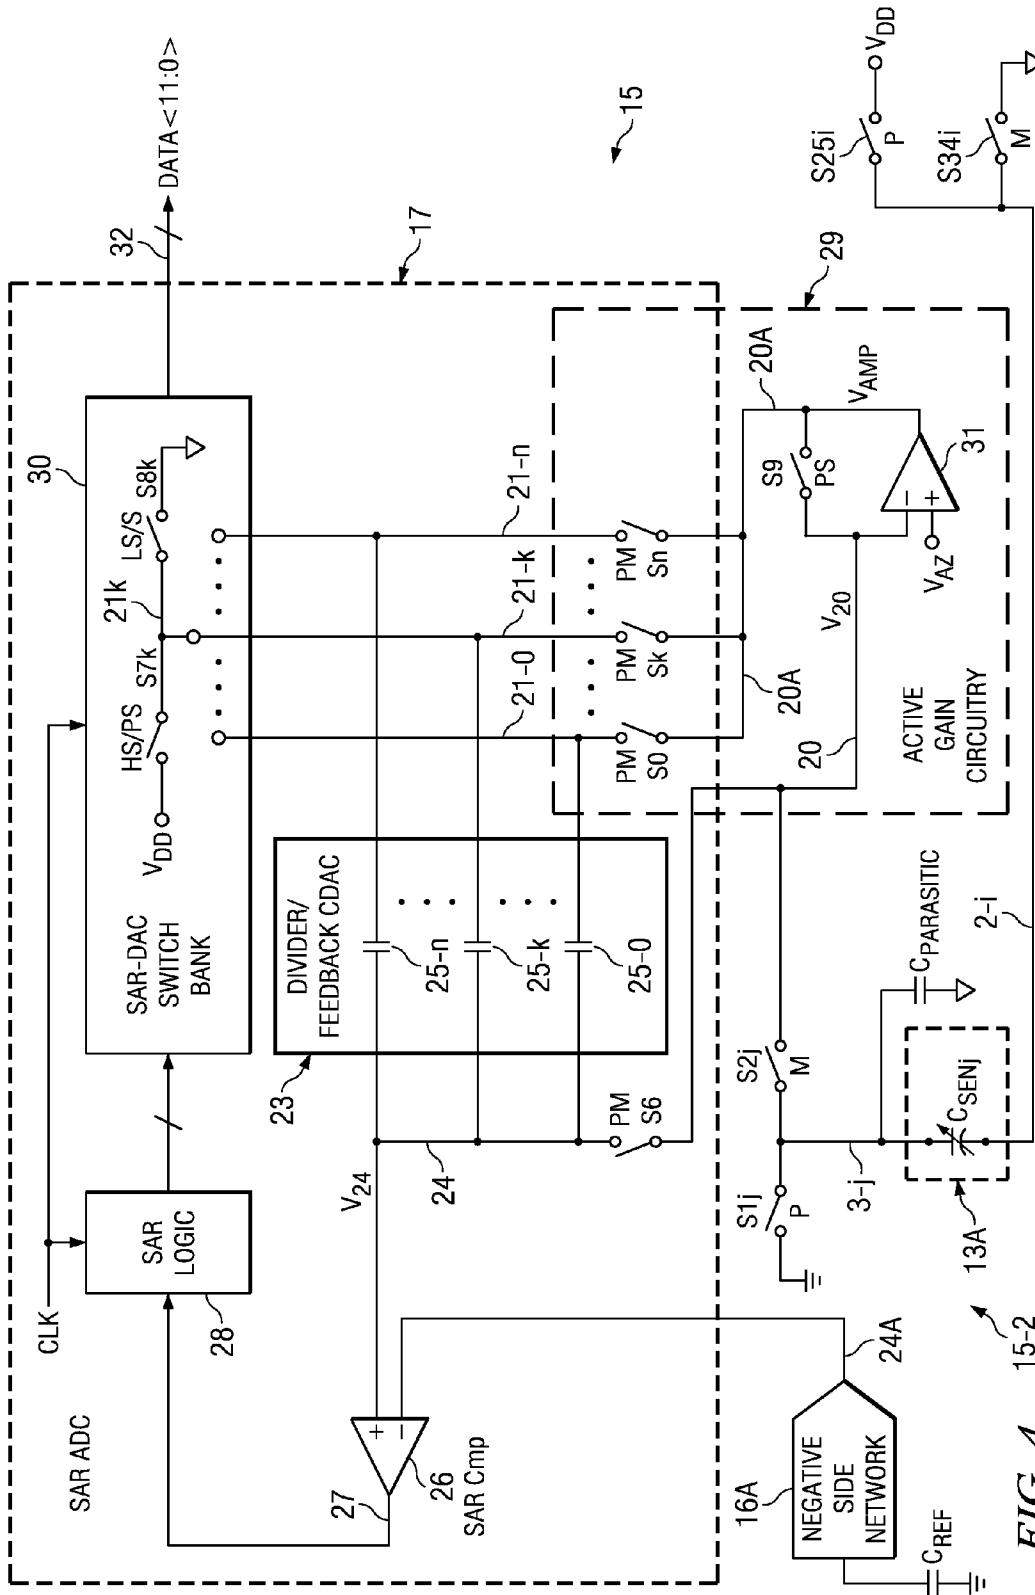 CLK
SAR ADC
SAR
LOGIC
28
30
SAR-DAC
SWITCH
BANK
VDD
HS/PS
S7k
21k
LS/S
S8k
32
DATA<11:0>
17
15
27
26
SAR Cmp
+
−
V24
24
23
DIVIDER/
FEEDBACK CDAC
25-n
25-k
25-0
21-n
21-k
21-0
PM
S6
PM
S0
PM
Sk
PM
Sn
20A
20A
29
S9
PS
VAMP
31
−
+
VAZ
V20
20
ACTIVE
GAIN
CIRCUITRY
S25i
P
VDD
S34i
M
S1j
P
S2j
M
3-j
CPARASITIC
CSENj
13A
2-i
15-2
16A
NEGATIVE
SIDE
NETWORK
24A
CREF
FIG. 4